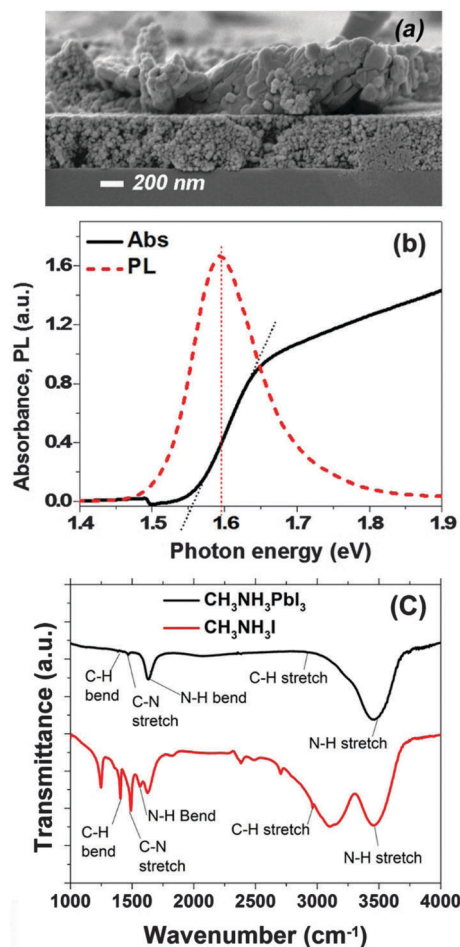 (a)
200 nm
(b)
Abs
PL
1.6
1.2
0.8
0.4
0.0
Absorbance, PL (a.u.)
1.4 1.5 1.6 1.7 1.8 1.9
Photon energy (eV)
(C)
CH₃NH₃PbI₃
CH₃NH₃I
C-H
bend
C-N
stretch
N-H bend
C-H stretch
N-H stretch
C-H
bend
N-H Bend
C-N
stretch
C-H stretch
N-H stretch
Transmittance (a.u.)
1000 1500 2000 2500 3000 3500 4000
Wavenumber (cm⁻¹)